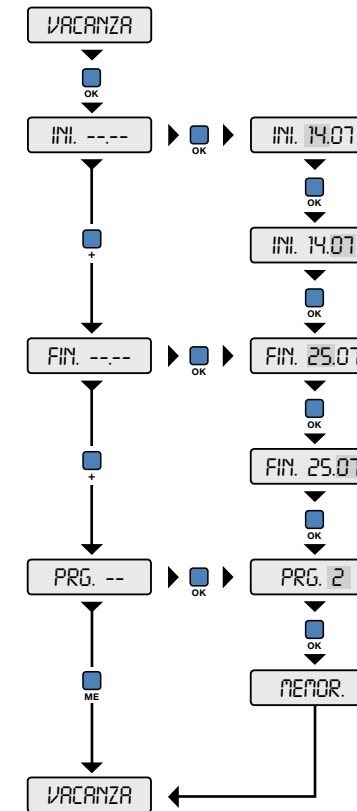 VACANZA
OK
INI. --.-- OK INI. 14.07
OK
+ INI. 14.07
OK
FIN. --.-- OK FIN. 25.07
OK
+ FIN. 25.07
OK
PRG. -- OK PRG. 2
OK
ME MEMOR.
VACANZA